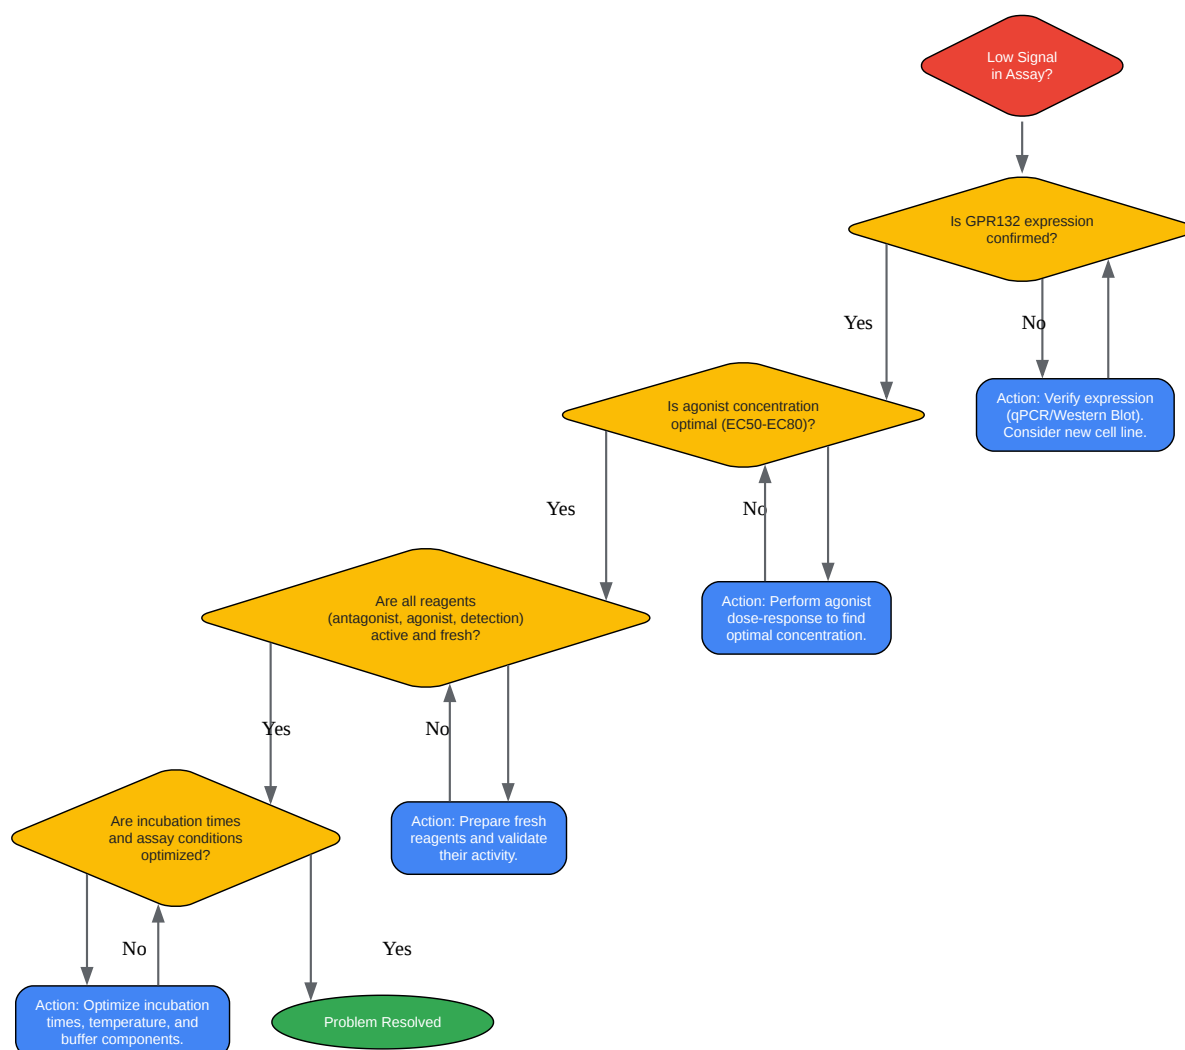 Low Signal
in Assay?
Is GPR132 expression
confirmed?
Yes
No
Action: Verify expression
(qPCR/Western Blot).
Consider new cell line.
Is agonist concentration
optimal (EC50-EC80)?
Yes
No
Action: Perform agonist
dose-response to find
optimal concentration.
Are all reagents
(antagonist, agonist, detection)
active and fresh?
Yes
No
Action: Prepare fresh
reagents and validate
their activity.
Are incubation times
and assay conditions
optimized?
No
Yes
Action: Optimize incubation
times, temperature, and
buffer components.
Problem Resolved